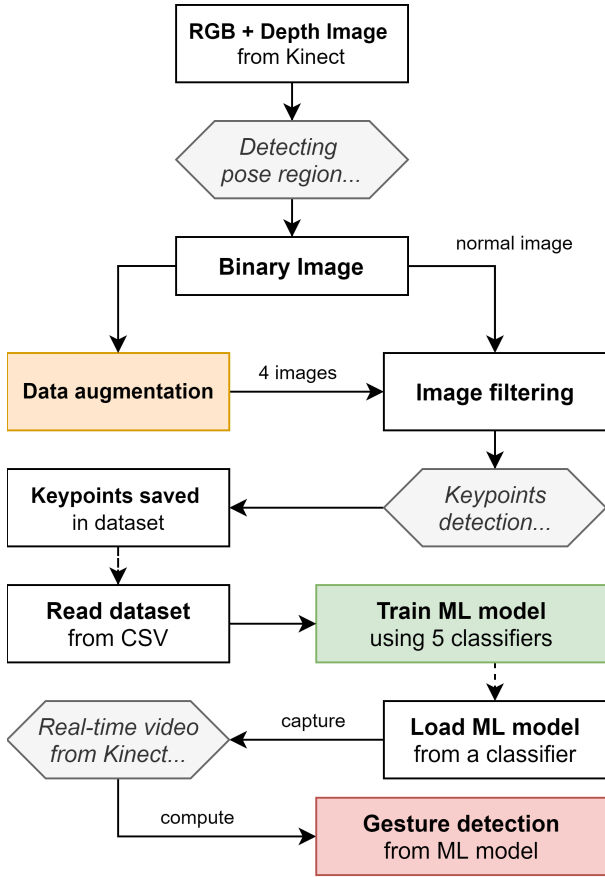 RGB + Depth Image
from Kinect
Detecting
pose region...
normal image
Binary Image
Data augmentation
4 images
Image filtering
Keypoints saved
in dataset
Keypoints
detection...
Read dataset
from CSV
Train ML model
using 5 classifiers
Real-time video
from Kinect...
capture
Load ML model
from a classifier
compute
Gesture detection
from ML model